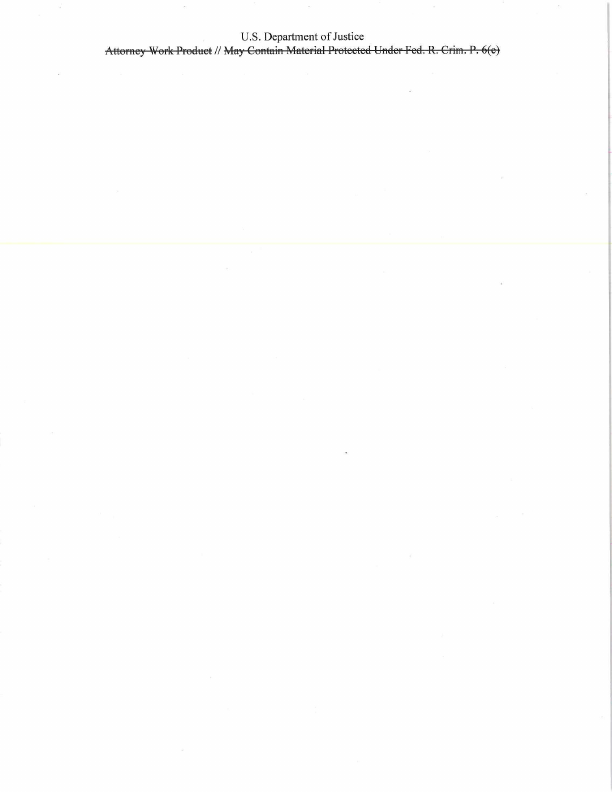 U.S. Department of Justice
Attorney Work Product // May Contain Material Protected Under Fed. R. Crim. P. 6(e)